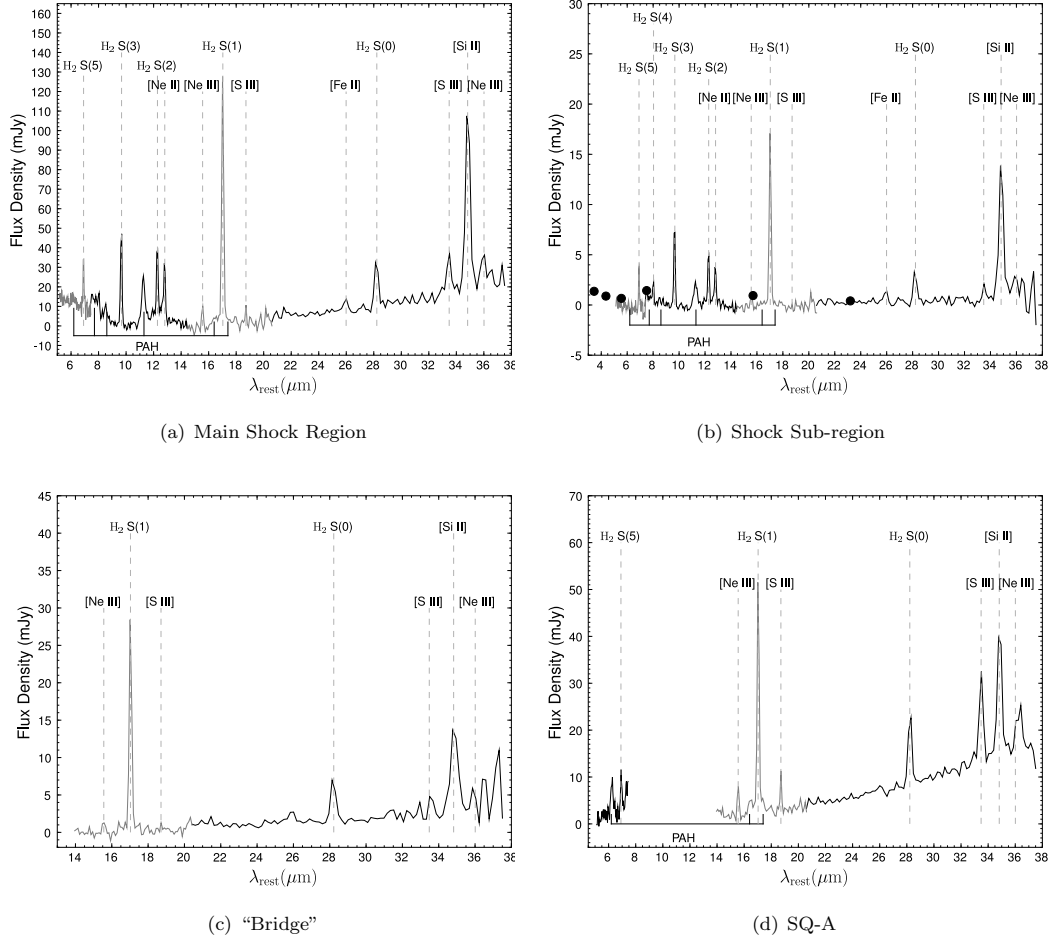 160
150
140
130
120
110
100
90
80
70
60
50
40
30
20
10
0
-10
Flux Density (mJy)
H₂ S(3) H₂ S(1) H₂ S(0) [Si II]
H₂ S(5) H₂ S(2)
[Ne II] [Ne III] [S III] [Fe II] [S III] [Ne III]
PAH
6 8 10 12 14 16 18 20 22 24 26 28 30 32 34 36 38
λrest(μm)
(a) Main Shock Region
30
25
20
15
10
5
0
-5
Flux Density (mJy)
H₂ S(4)
H₂ S(3) H₂ S(1) H₂ S(0) [Si II]
H₂ S(5) H₂ S(2)
[Ne II] [Ne III] [S III] [Fe II] [S III] [Ne III]
PAH
4 6 8 10 12 14 16 18 20 22 24 26 28 30 32 34 36 38
λrest(μm)
(b) Shock Sub-region
45
40
35
30
25
20
15
10
5
0
Flux Density (mJy)
H₂ S(1) H₂ S(0) [Si II]
[Ne III] [S III] [S III] [Ne III]
14 16 18 20 22 24 26 28 30 32 34 36 38
λrest(μm)
(c) “Bridge”
70
60
50
40
30
20
10
0
Flux Density (mJy)
H₂ S(5) H₂ S(1) H₂ S(0) [Si II]
[Ne III] [S III] [S III] [Ne III]
PAH
6 8 10 12 14 16 18 20 22 24 26 28 30 32 34 36 38
λrest(μm)
(d) SQ-A